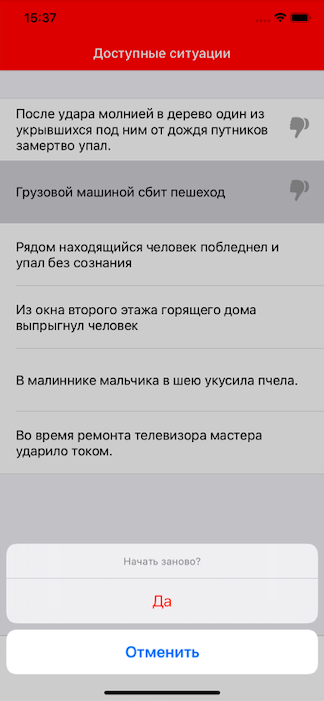 15:37
Доступные ситуации
После удара молнией в дерево один из
укрывшихся под ним от дождя путников
замертво упал.
Грузовой машиной сбит пешеход
Рядом находящийся человек побледнел и
упал без сознания
Из окна второго этажа горящего дома
выпрыгнул человек
В малиннике мальчика в шею укусила пчела.
Во время ремонта телевизора мастера
ударило током.
Начать заново?
Да
Отменить